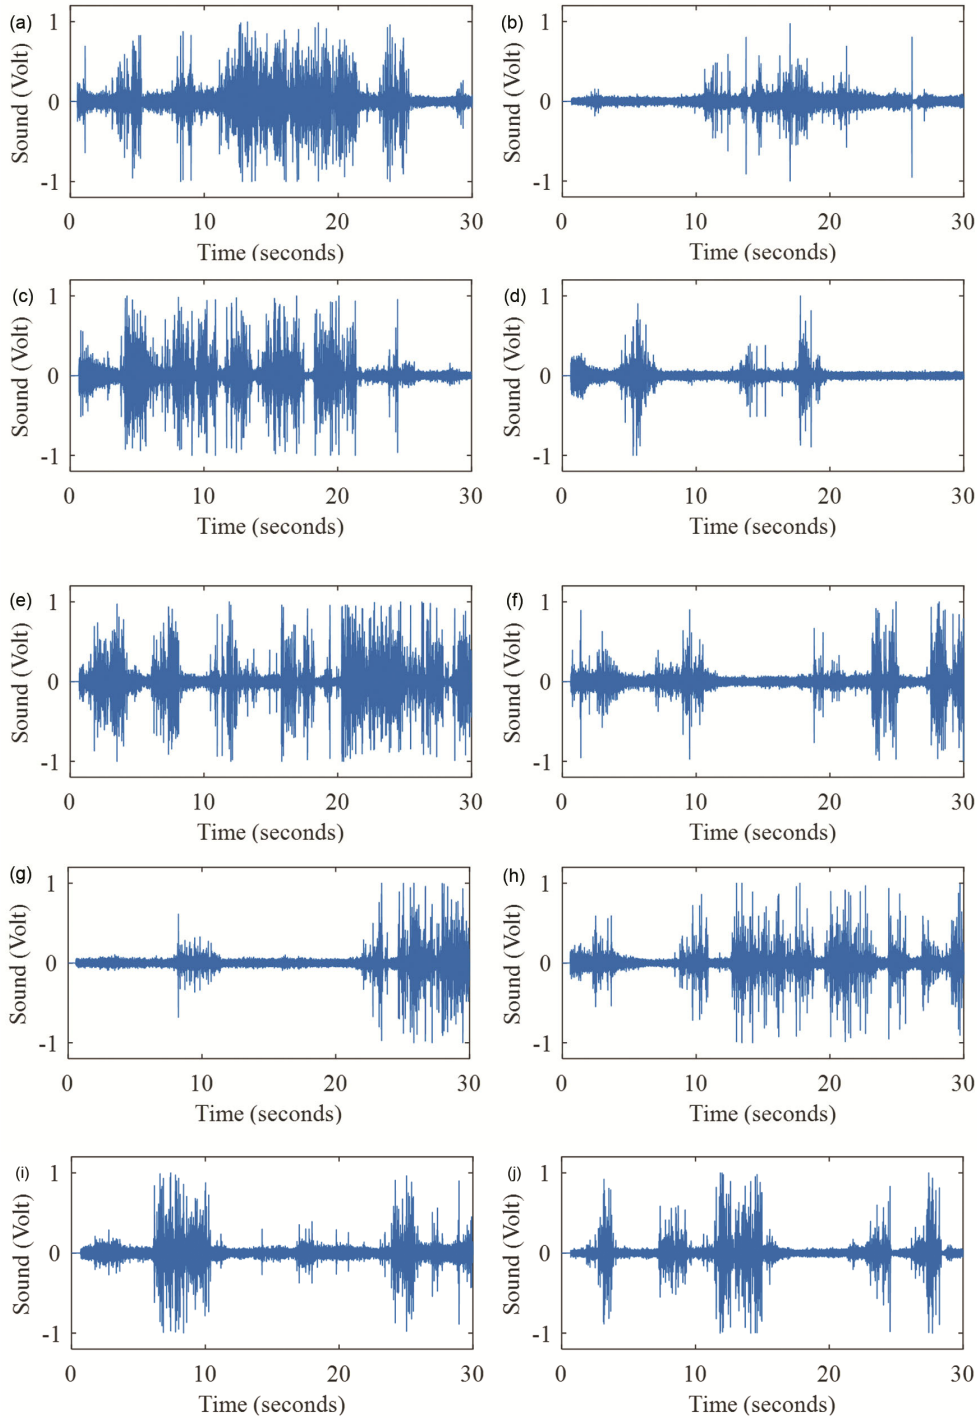 (a) 1 (b) 1
Sound (Volt) Sound (Volt)
0 0
-1 -1
0 10 20 30 0 10 20 30
Time (seconds) Time (seconds)
(c) 1 (d) 1
Sound (Volt) Sound (Volt)
0 0
-1 -1
0 10 20 30 0 10 20 30
Time (seconds) Time (seconds)
(e) 1 (f) 1
Sound (Volt) Sound (Volt)
0 0
-1 -1
0 10 20 30 0 10 20 30
Time (seconds) Time (seconds)
(g) 1 (h) 1
Sound (Volt) Sound (Volt)
0 0
-1 -1
0 10 20 30 0 10 20 30
Time (seconds) Time (seconds)
(i) 1 (j) 1
Sound (Volt) Sound (Volt)
0 0
-1 -1
0 10 20 30 0 10 20 30
Time (seconds) Time (seconds)